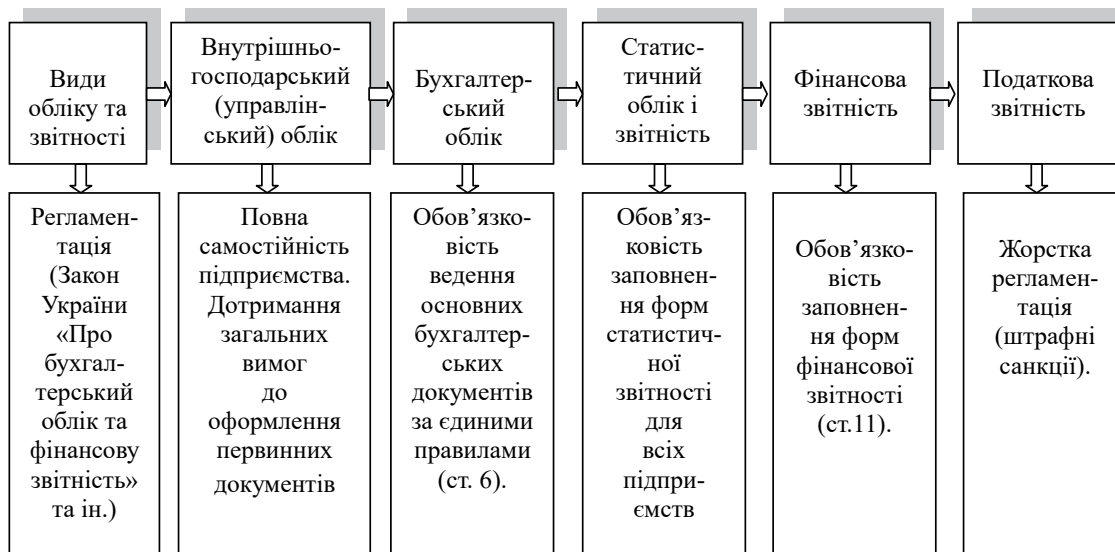 Види
обліку та
звітності
Внутрішньо-
господарський
(управлін-
ський) облік
Бухгалтер-
ський
облік
Статис-
тичний
облік і
звітність
Фінансова
звітність
Податкова
звітність
Регламен-
тація
(Закон
України
«Про
бухгал-
терський
облік та
фінансову
звітність»
та ін.)
Повна
самостійність
підприємства.
Дотримання
загальних
вимог
до
оформлення
первинних
документів
Обов’язко-
вість
ведення
основних
бухгалтер-
ських
документів
за єдиними
правилами
(ст. 6).
Обов’яз-
ковість
заповнен-
ня форм
статистич-
ної
звітності
для
всіх
підпри-
ємств
Обов’язко-
вість
заповнен-
ня форм
фінансової
звітності
(ст.11).
Жорстка
регламен-
тація
(штрафні
санкції).